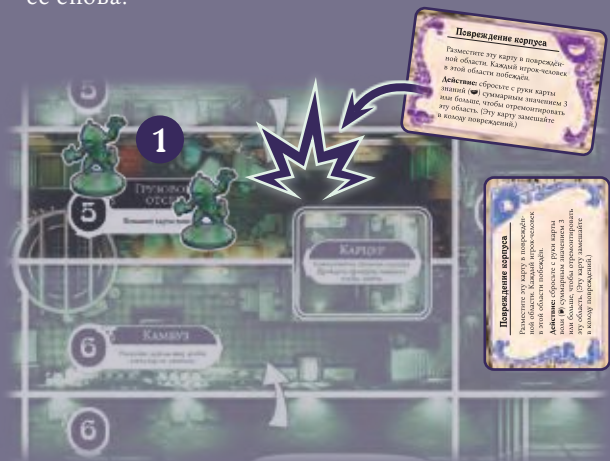 её снова.
Повреждение корпуса
Разместите эту карту в повреждён-
ной области. Каждый игрок-человек
в этой области побеждён.
Действие: сбросьте с руки карты
знаний () суммарным значением 3
или больше, чтобы отремонтировать
эту область. (Эту карту замешайте
в колоду повреждений.)
5
1
Грузовой
отсек
5
Карцер
Повреждение корпуса
Разместите эту карту в повреждён-
ной области. Каждый игрок-человек
в этой области побеждён.
Действие: сбросьте с руки карты
воли () суммарным значением 3
или больше, чтобы отремонтировать
эту область. (Эту карту замешайте
в колоду повреждений.)
6
Камбуз
6